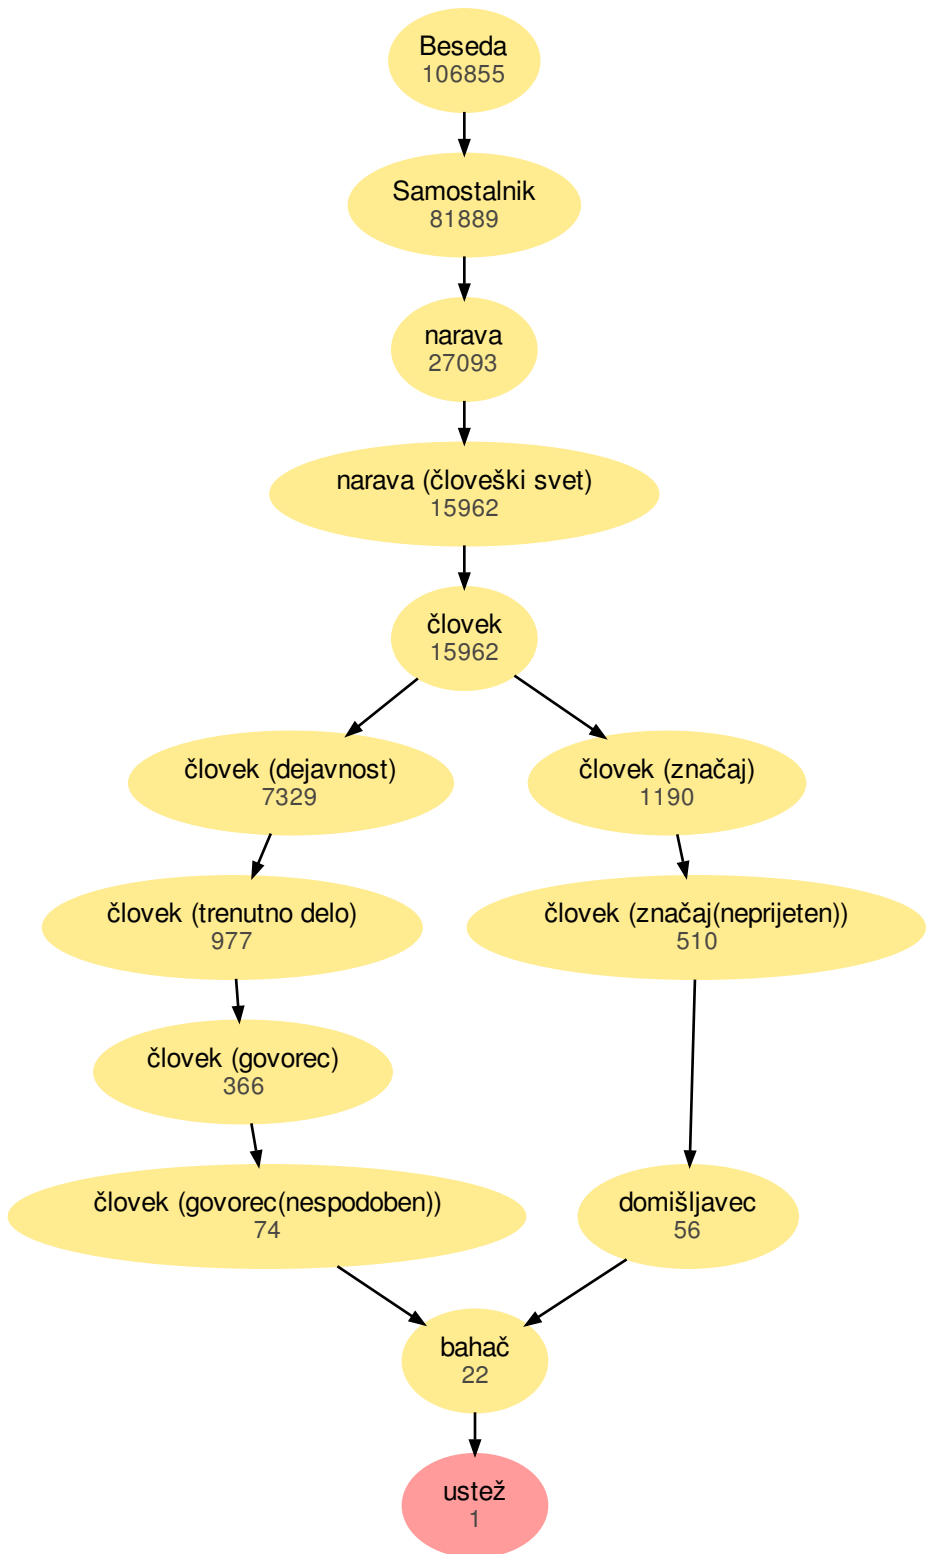 Beseda
106855
Samostalnik
81889
narava
27093
narava (človeški svet)
15962
človek
15962
človek (dejavnost)
7329
človek (značaj)
1190
človek (trenutno delo)
977
človek (značaj(neprijeten))
510
človek (govorec)
366
človek (govorec(nespodoben))
74
domišljavec
56
bahač
22
ustež
1